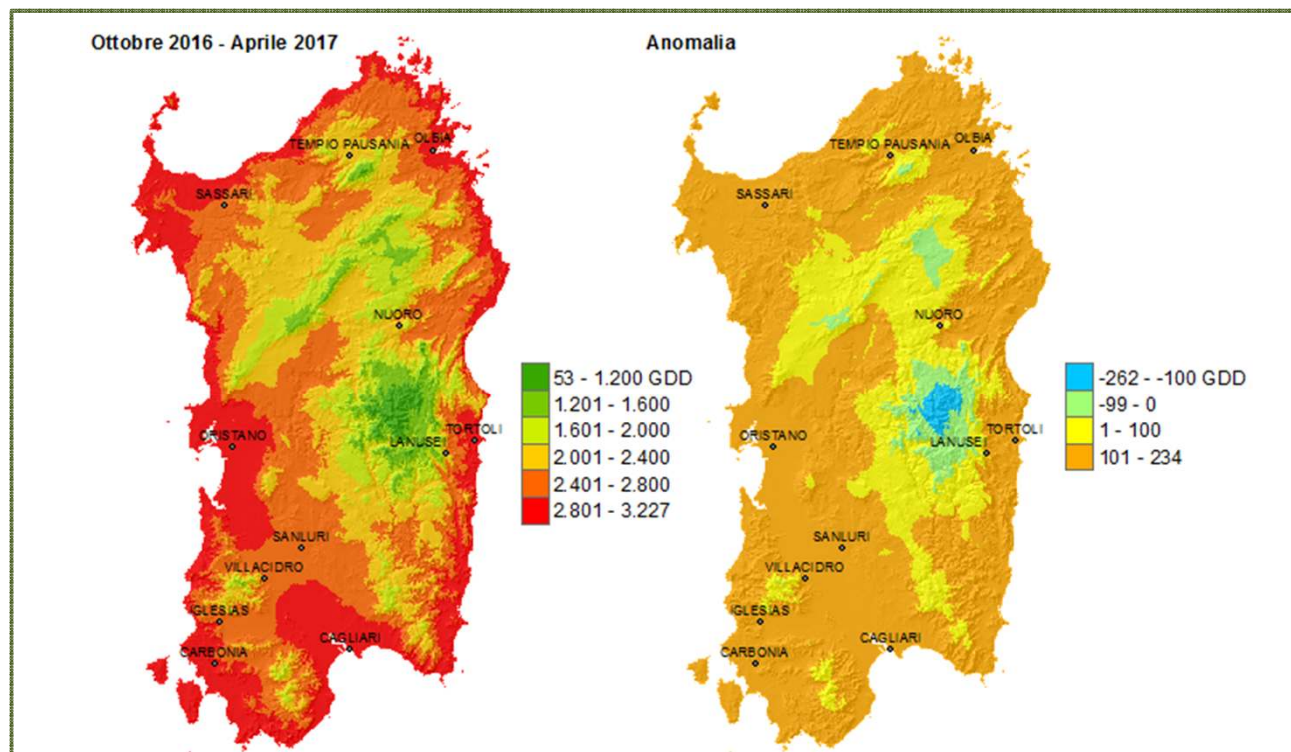 Ottobre 2016 - Aprile 2017
TEMPIO PAUSANIA
OLBIA
SASSARI
NUORO
ORISTANO
TORTOLI
LANUSEI
SANLURI
VILLACIDRO
IGLESIAS
CAGLIARI
CARBONIA
53 - 1.200 GDD
1.201 - 1.600
1.601 - 2.000
2.001 - 2.400
2.401 - 2.800
2.801 - 3.227
Anomalia
TEMPIO PAUSANIA
OLBIA
SASSARI
NUORO
ORISTANO
TORTOLI
LANUSEI
SANLURI
VILLACIDRO
IGLESIAS
CAGLIARI
CARBONIA
-262 - -100 GDD
-99 - 0
1 - 100
101 - 234